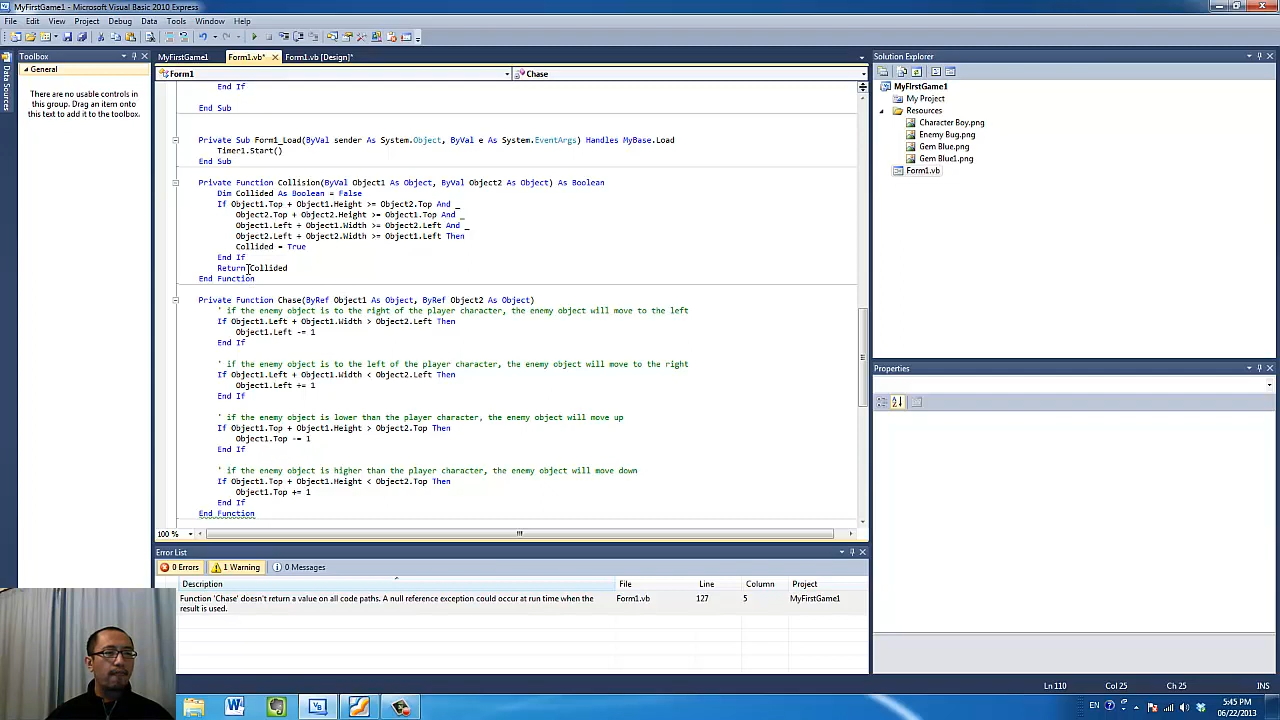 MyFirstGame1 - Microsoft Visual Basic 2010 Express
File Edit View Project Debug Data Tools Window Help
Toolbox
General
There are no usable controls in
this group. Drag an item onto
this text to add it to the toolbox.
Data Sources
MyFirstGame1 Form1.vb* Form1.vb [Design]*
Form1 Chase
End If
End Sub
Private Sub Form1_Load(ByVal sender As System.Object, ByVal e As System.EventArgs) Handles MyBase.Load
Timer1.Start()
End Sub
Private Function Collision(ByVal Object1 As Object, ByVal Object2 As Object) As Boolean
Dim Collided As Boolean = False
If Object1.Top + Object1.Height >= Object2.Top And _
Object2.Top + Object2.Height >= Object1.Top And _
Object1.Left + Object1.Width >= Object2.Left And _
Object2.Left + Object2.Width >= Object1.Left Then
Collided = True
End If
Return Collided
End Function
Private Function Chase(ByRef Object1 As Object, ByRef Object2 As Object)
' if the enemy object is to the right of the player character, the enemy object will move to the left
If Object1.Left + Object1.Width > Object2.Left Then
Object1.Left -= 1
End If
' if the enemy object is to the left of the player character, the enemy object will move to the right
If Object1.Left + Object1.Width < Object2.Left Then
Object1.Left += 1
End If
' if the enemy object is lower than the player character, the enemy object will move up
If Object1.Top + Object1.Height > Object2.Top Then
Object1.Top -= 1
End If
' if the enemy object is higher than the player character, the enemy object will move down
If Object1.Top + Object1.Height < Object2.Top Then
Object1.Top += 1
End If
End Function
100 %
Error List
0 Errors 1 Warning 0 Messages
Description File Line Column Project
Function 'Chase' doesn't return a value on all code paths. A null reference exception could occur at run time when the
result is used.
Form1.vb 127 5 MyFirstGame1
Solution Explorer
MyFirstGame1
My Project
Resources
Character Boy.png
Enemy Bug.png
Gem Blue.png
Gem Blue1.png
Form1.vb
Properties
Ln 110 Col 25 Ch 25 INS
EN
5:45 PM
06/22/2013